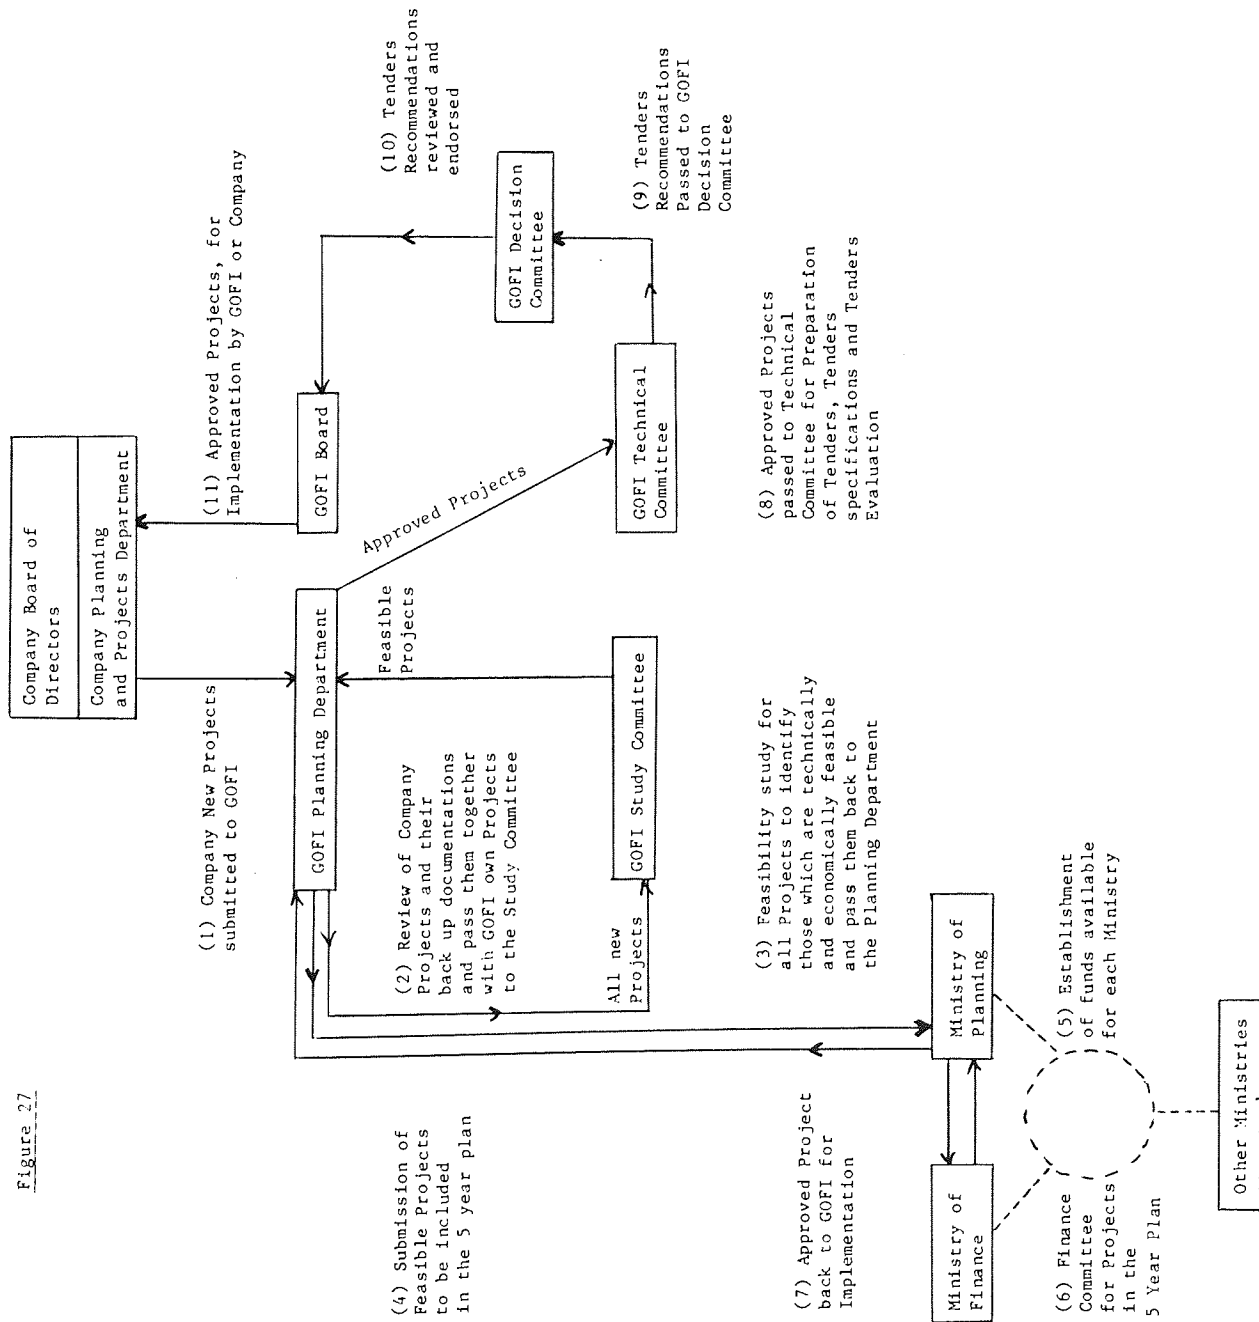 Figure 27
Company Board of
Directors
Company Planning
and Projects Department
(1) Company New Projects
submitted to GOFI
(11) Approved Projects, for
Implementation by GOFI or Company
GOFI Planning Department
GOFI Board
(4) Submission of
Feasible Projects
to be included
in the 5 year plan
(2) Review of Company
Projects and their
back up documentations
and pass them together
with GOFI own Projects
to the Study Committee
Feasible
Projects
Approved Projects
(10) Tenders
Recommendations
reviewed and
endorsed
GOFI Decision
Committee
All new
Projects
GOFI Study Committee
GOFI Technical
Committee
(9) Tenders
Recommendations
Passed to GOFI
Decision
Committee
(7) Approved Project
back to GOFI for
Implementation
(3) Feasibility study for
all Projects to identify
those which are technically
and economically feasible
and pass them back to
the Planning Department
(8) Approved Projects
passed to Technical
Committee for Preparation
of Tenders, Tenders
specifications and Tenders
Evaluation
Ministry of
Finance
Ministry of
Planning
(6) Finance
Committee
for Projects
in the
5 Year Plan
(5) Establishment
of funds available
for each Ministry
Other Ministries